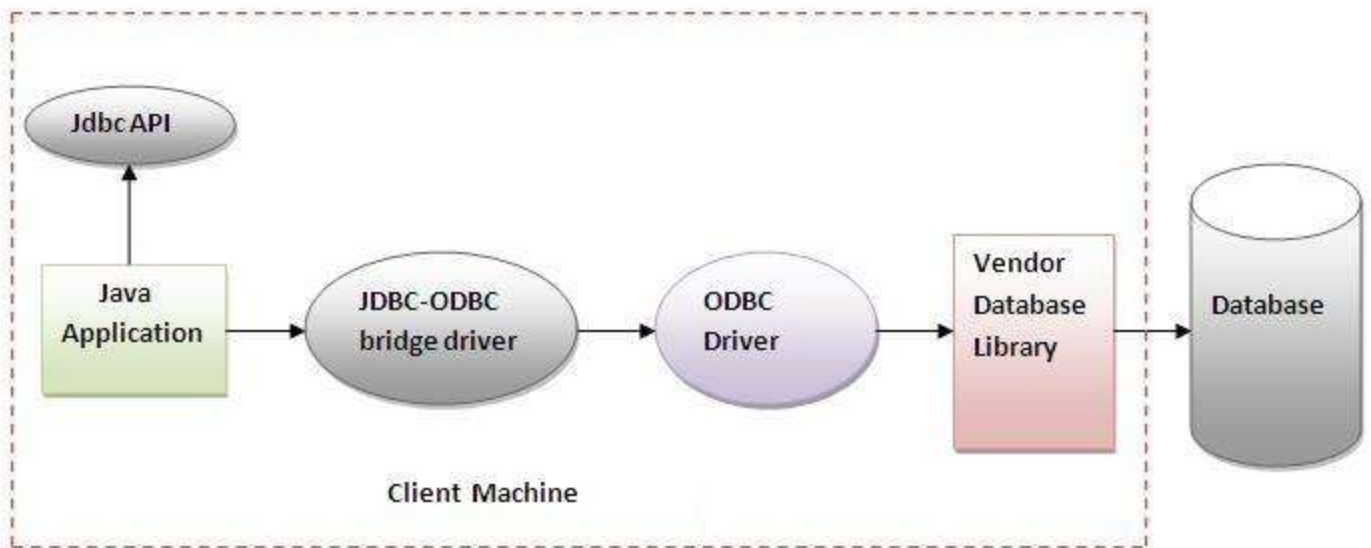 Jdbc API
Java
Application
JDBC-ODBC
bridge driver
ODBC
Driver
Vendor
Database
Library
Database
Client Machine